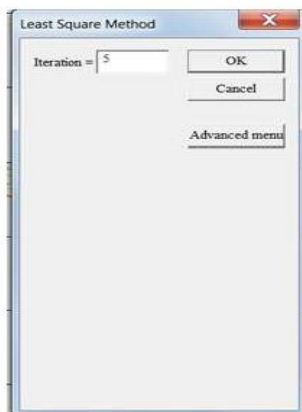 Least Square Method
Iteration = 5
OK
Cancel
Advanced menu